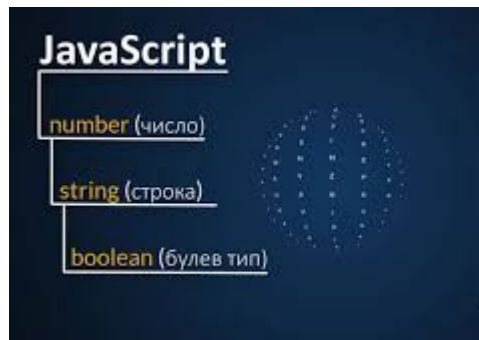 JavaScript
number (число)
string (строка)
boolean (булев тип)